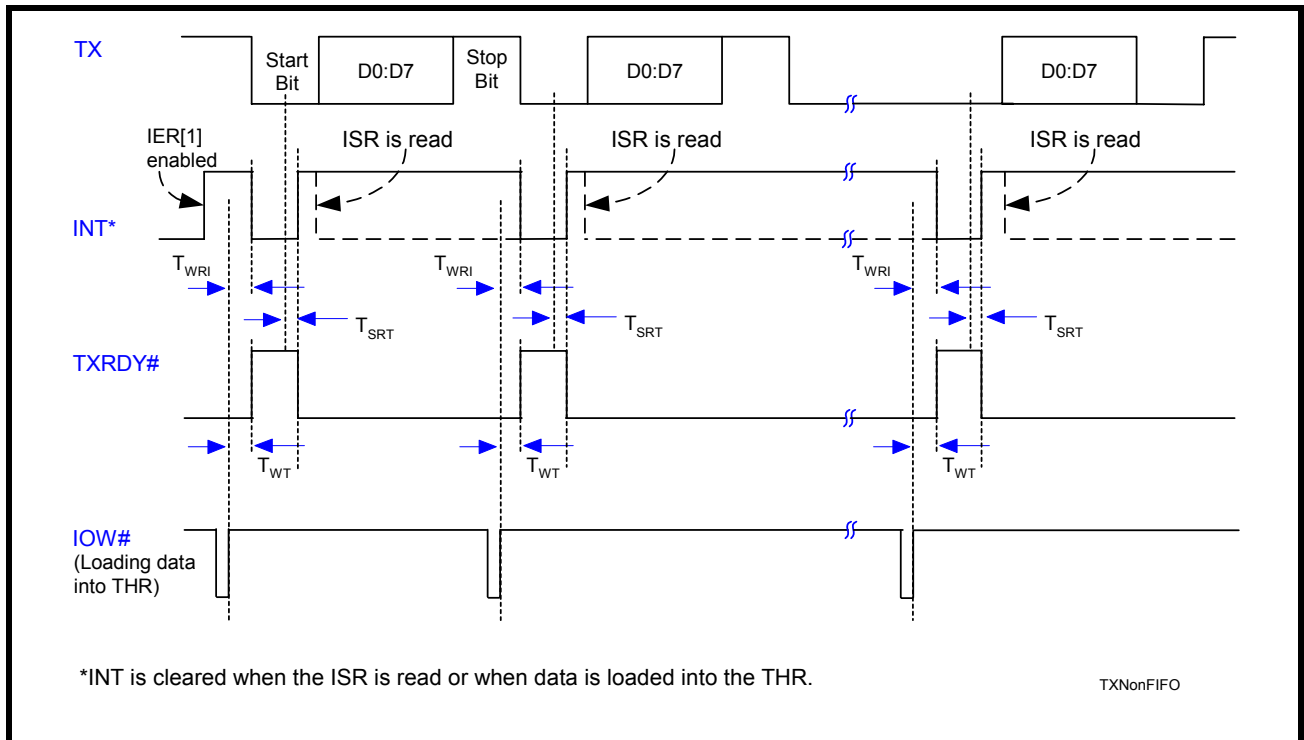 TX
Start
Bit
D0:D7
Stop
Bit
D0:D7
D0:D7
IER[1]
enabled
ISR is read
ISR is read
ISR is read
INT*
TWRI
TWRI
TWRI
TSRT
TSRT
TSRT
TXRDY#
TWT
TWT
TWT
IOW#
(Loading data
into THR)
*INT is cleared when the ISR is read or when data is loaded into the THR.
TXNonFIFO